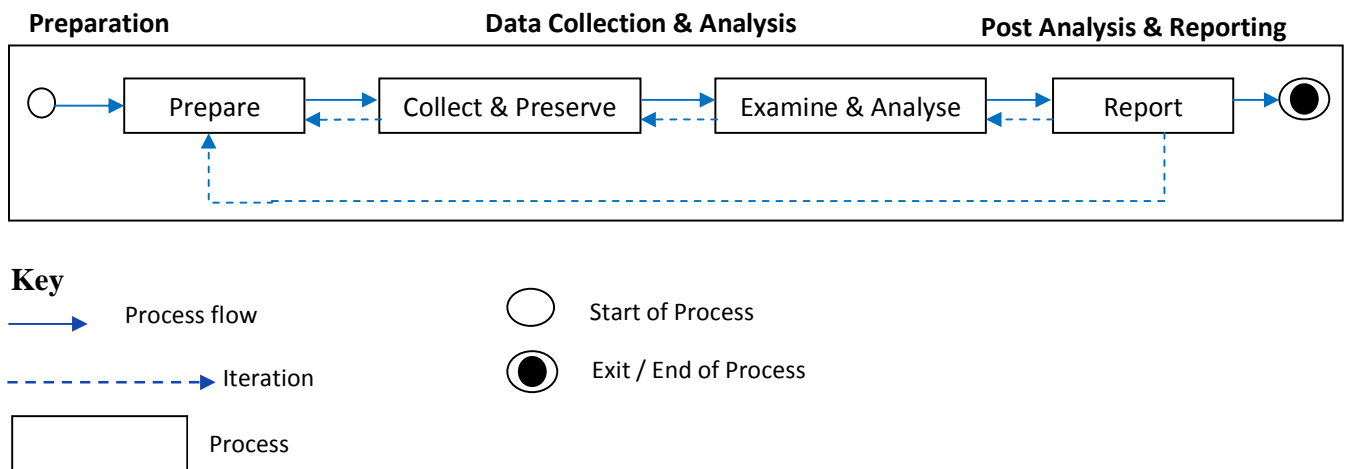 Preparation
Data Collection & Analysis
Post Analysis & Reporting
Prepare
Collect & Preserve
Examine & Analyse
Report
Key
Process flow
Start of Process
Iteration
Exit / End of Process
Process